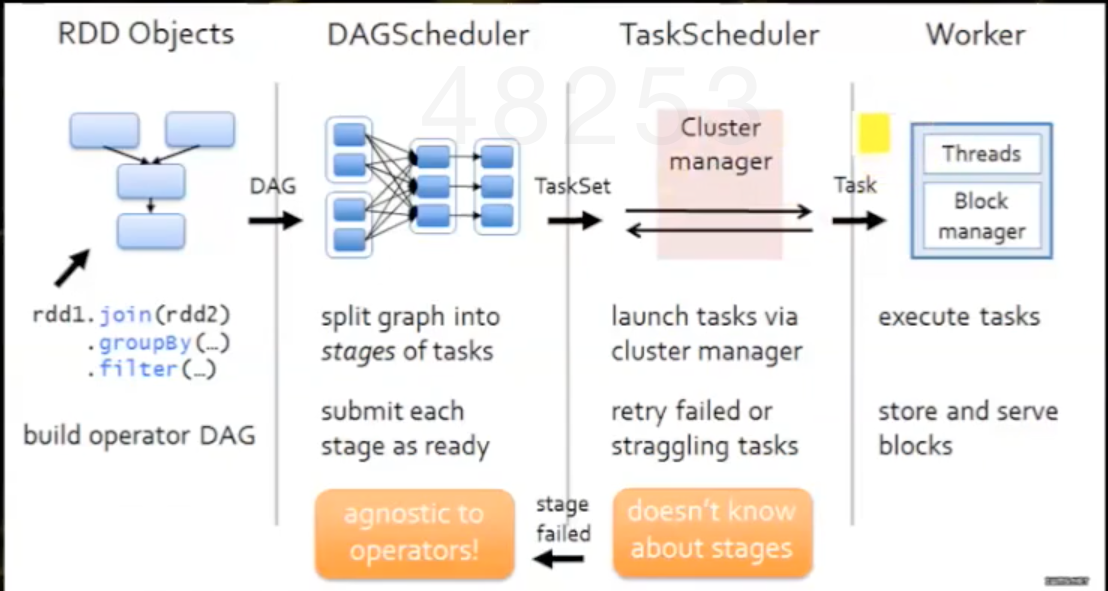 RDD Objects
DAGScheduler
TaskScheduler
Worker
48253
DAG
TaskSet
Cluster
manager
Task
Threads
Block
manager
rdd1.join(rdd2)
.groupBy(…)
.filter(…)
build operator DAG
split graph into
stages of tasks
submit each
stage as ready
launch tasks via
cluster manager
retry failed or
straggling tasks
execute tasks
store and serve
blocks
agnostic to
operators!
stage
failed
doesn't know
about stages